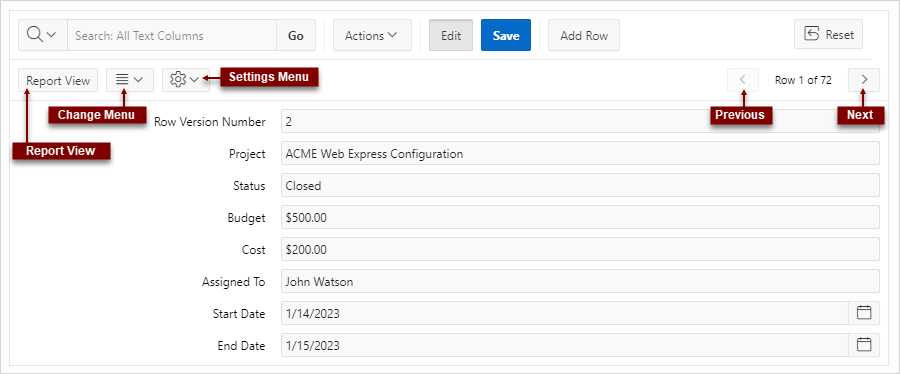 Search: All Text Columns Go Actions Edit Save Add Row Reset
Report View Settings Menu Row 1 of 72
Change Menu Previous Next
Row Version Number 2
Report View
Project ACME Web Express Configuration
Status Closed
Budget $500.00
Cost $200.00
Assigned To John Watson
Start Date 1/14/2023
End Date 1/15/2023